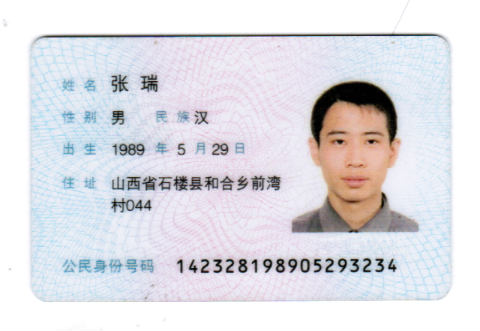 姓名 张瑞
性别 男 民族 汉
出生 1989 年 5 月 29 日
住址 山西省石楼县和合乡前湾
村044
公民身份号码 142328198905293234